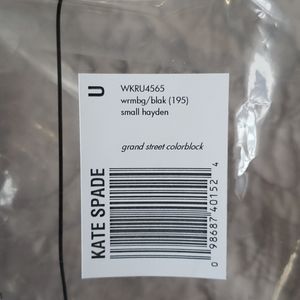 U
WKRU4565
wrmbg/blak (195)
small hayden
grand street colorblock
KATE SPADE
0 98687 40152 4